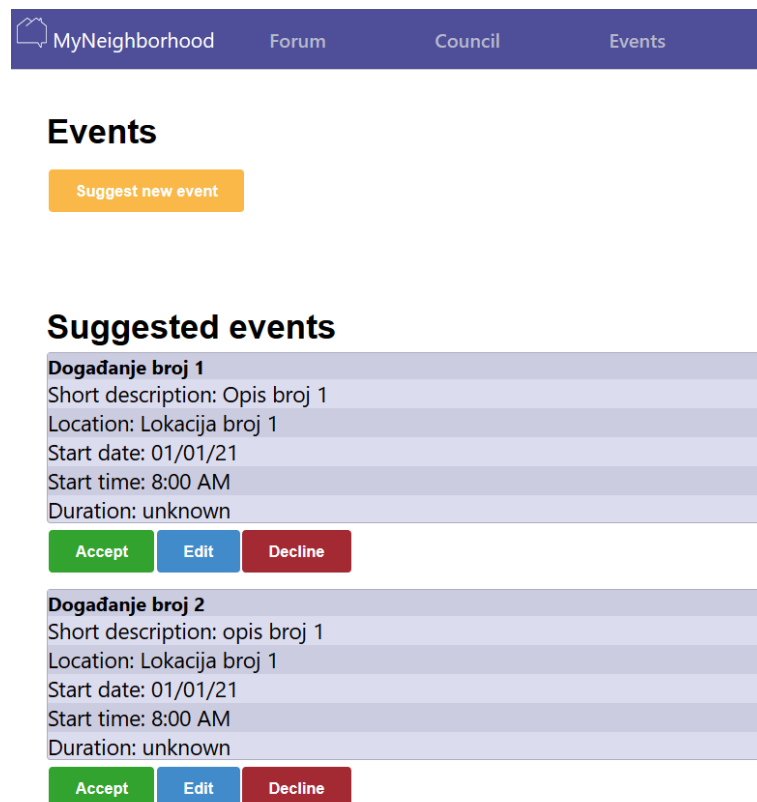 MyNeighborhood Forum Council Events
Events
Suggest new event
Suggested events
Događanje broj 1
Short description: Opis broj 1
Location: Lokacija broj 1
Start date: 01/01/21
Start time: 8:00 AM
Duration: unknown
Accept Edit Decline
Događanje broj 2
Short description: opis broj 1
Location: Lokacija broj 1
Start date: 01/01/21
Start time: 8:00 AM
Duration: unknown
Accept Edit Decline